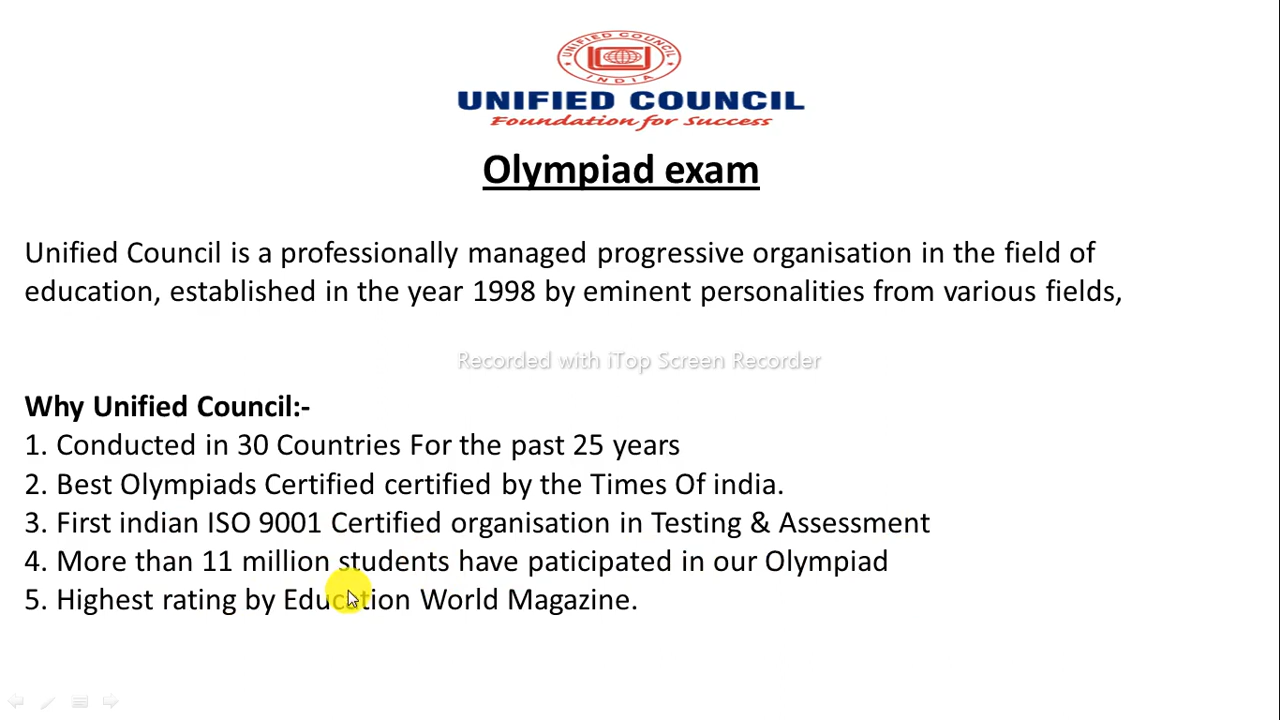 UNIFIED COUNCIL
INDIA
UNIFIED COUNCIL
Foundation for Success
Olympiad exam
Unified Council is a professionally managed progressive organisation in the field of
education, established in the year 1998 by eminent personalities from various fields,
Recorded with iTop Screen Recorder
Why Unified Council:-
1. Conducted in 30 Countries For the past 25 years
2. Best Olympiads Certified certified by the Times Of india.
3. First indian ISO 9001 Certified organisation in Testing & Assessment
4. More than 11 million students have paticipated in our Olympiad
5. Highest rating by Education World Magazine.